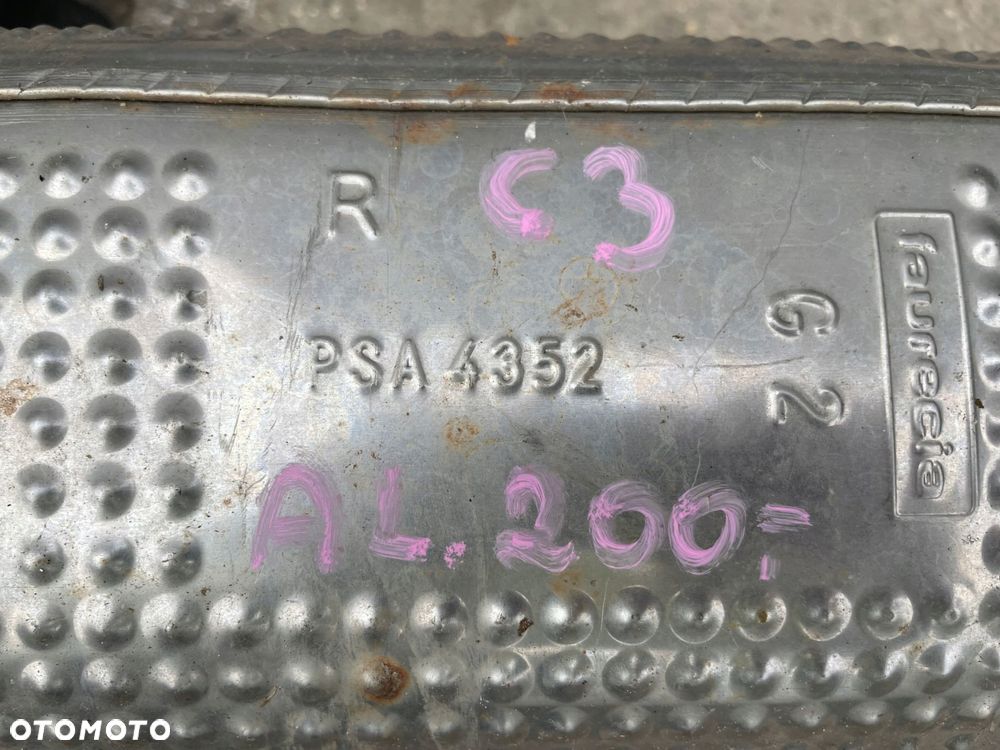 R C3
PSA 4352
G2
faurecia
AL.200,-
OTOMOTO